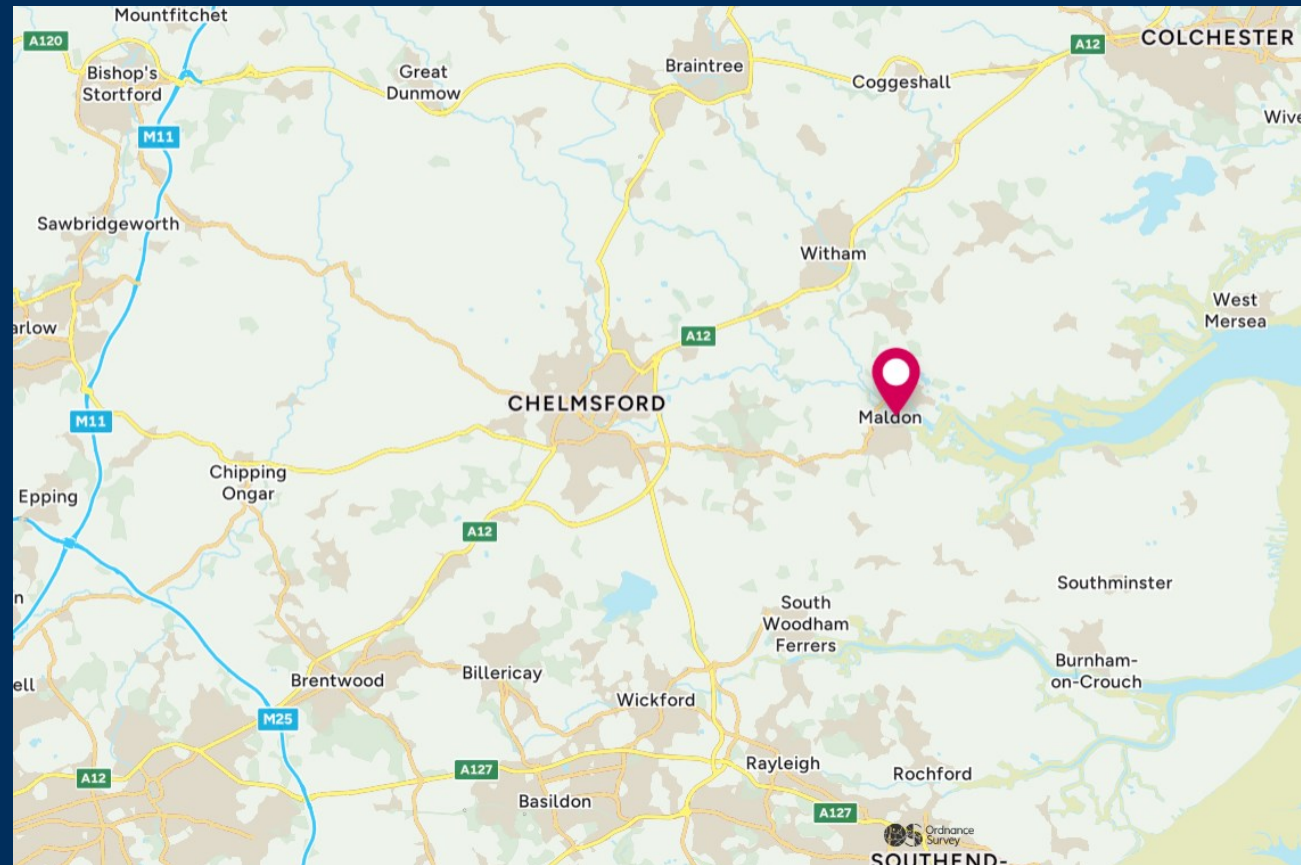 Mountfitchet
A120
A12
COLCHESTER
Bishop's
Stortford
Great
Dunmow
Braintree
Coggeshall
Wive
M11
Sawbridgeworth
Witham
West
Mersea
arlow
A12
CHELMSFORD
Maldon
M11
Chipping
Ongar
Epping
A12
n
Southminster
South
Woodham
Ferrers
Burnham-
on-Crouch
ell
Brentwood
Billericay
Wickford
M25
A12
A127
Rayleigh
Rochford
Basildon
A127
Ordnance
Survey
SOUTHEND-